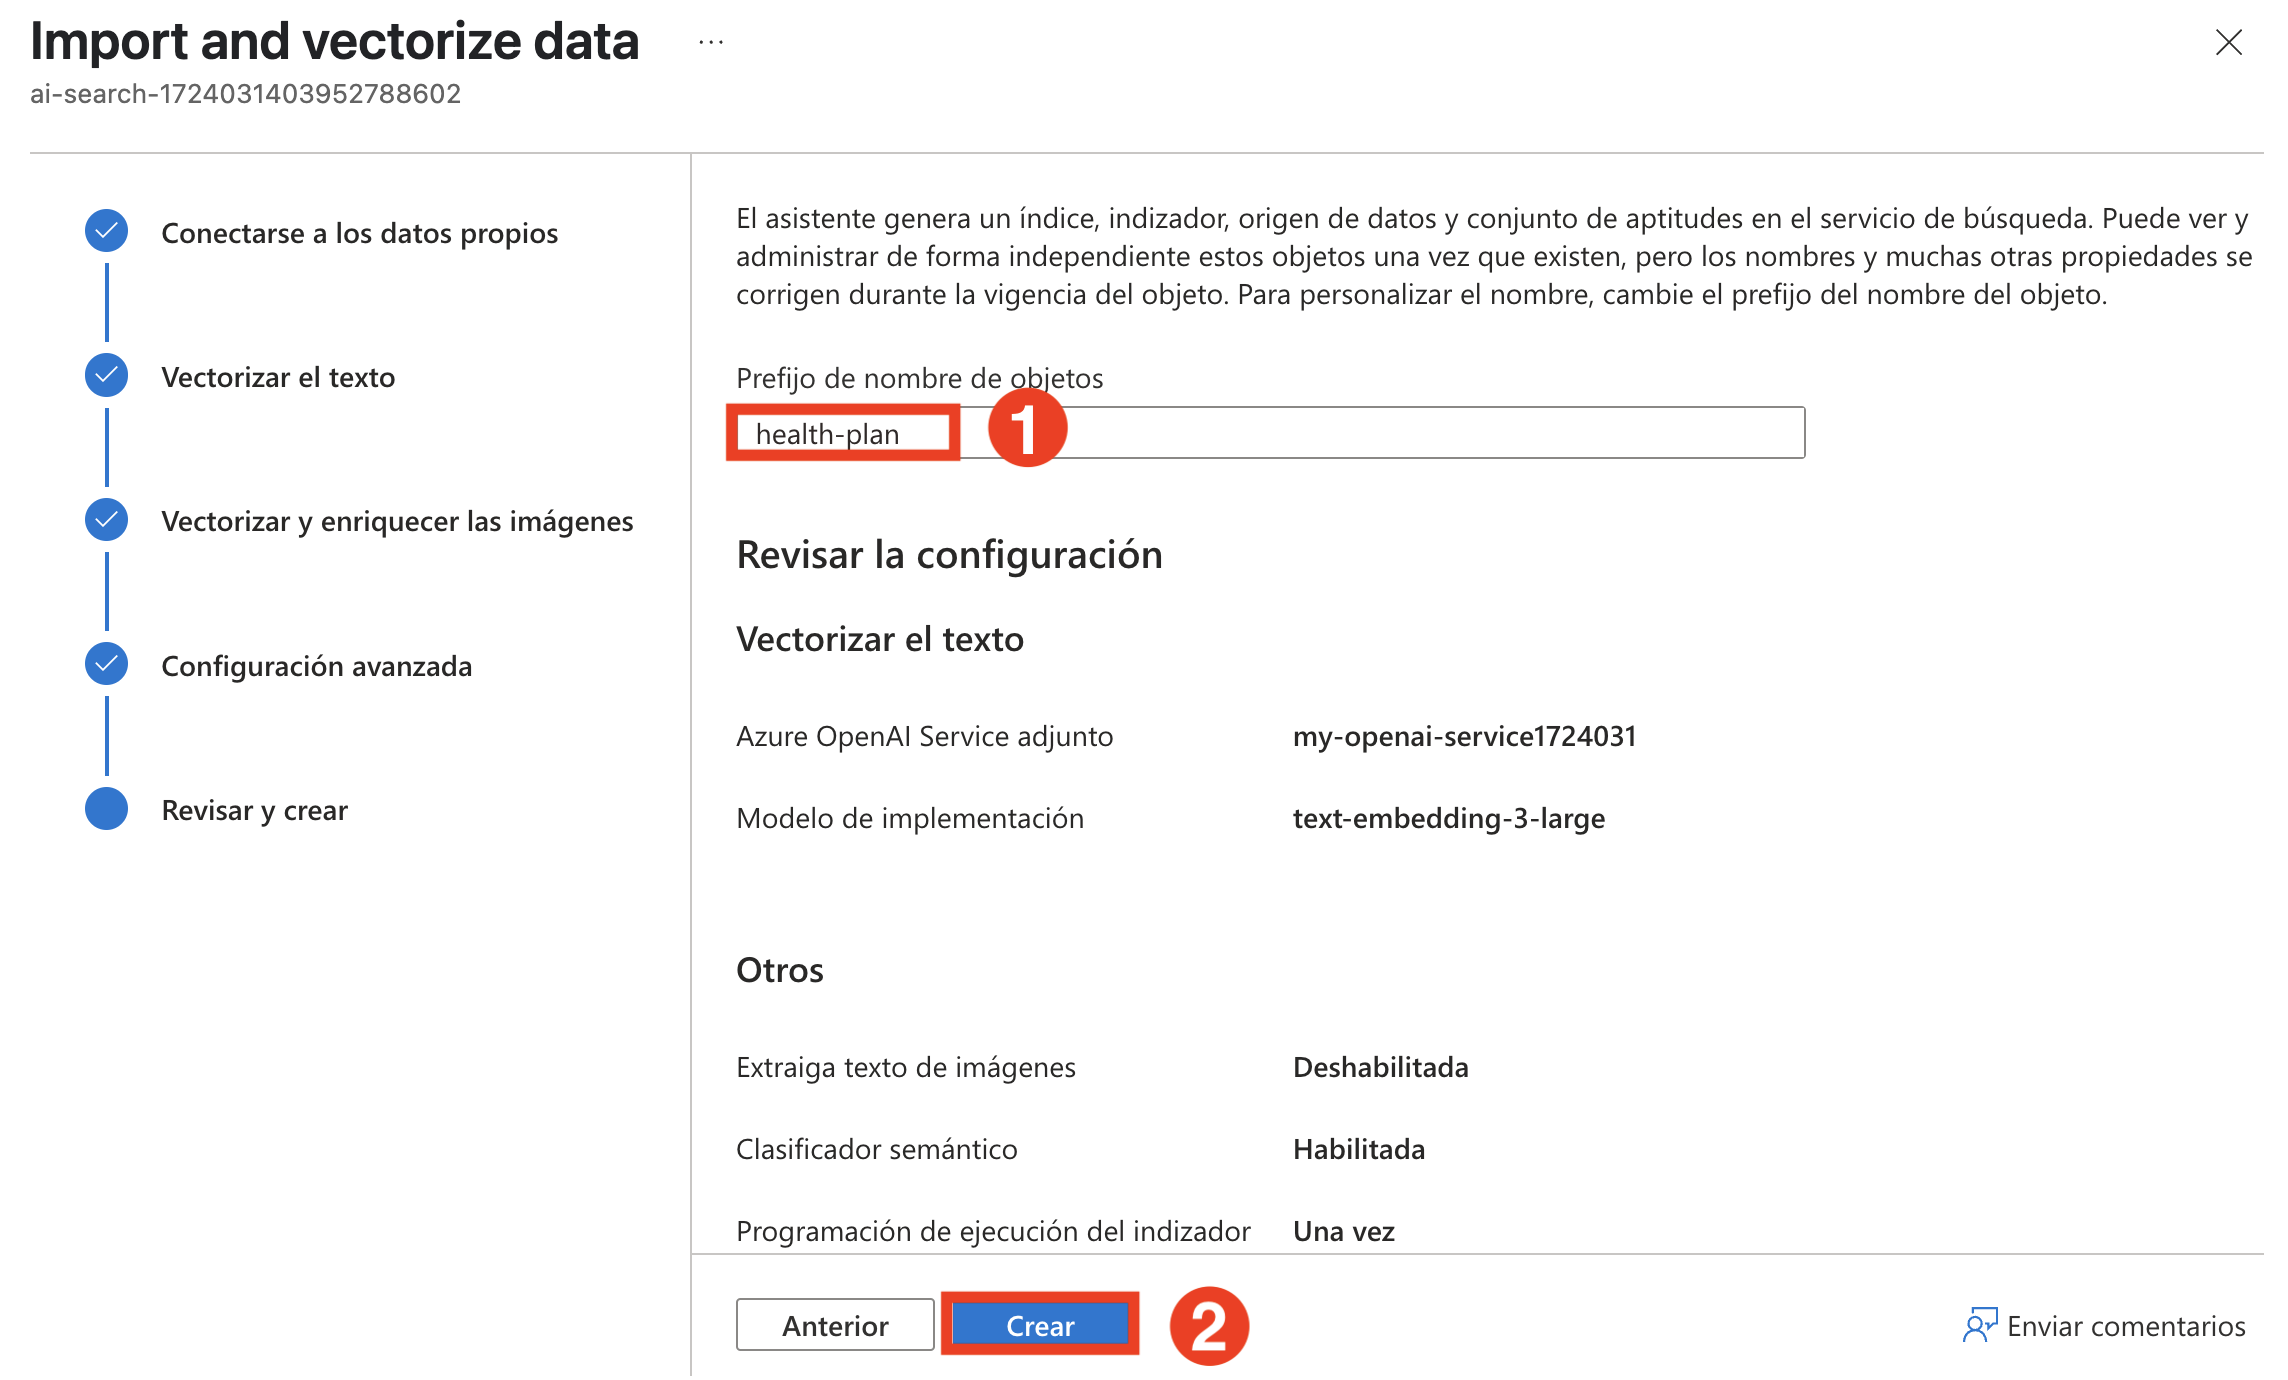 Import and vectorize data ...
ai-search-1724031403952788602
Conectarse a los datos propios
Vectorizar el texto
Vectorizar y enriquecer las imágenes
Configuración avanzada
Revisar y crear
El asistente genera un índice, indizador, origen de datos y conjunto de aptitudes en el servicio de búsqueda. Puede ver y
administrar de forma independiente estos objetos una vez que existen, pero los nombres y muchas otras propiedades se
corrigen durante la vigencia del objeto. Para personalizar el nombre, cambie el prefijo del nombre del objeto.
Prefijo de nombre de objetos
health-plan 1
Revisar la configuración
Vectorizar el texto
Azure OpenAI Service adjunto my-openai-service1724031
Modelo de implementación text-embedding-3-large
Otros
Extraiga texto de imágenes Deshabilitada
Clasificador semántico Habilitada
Programación de ejecución del indizador Una vez
Anterior Crear 2 Enviar comentarios